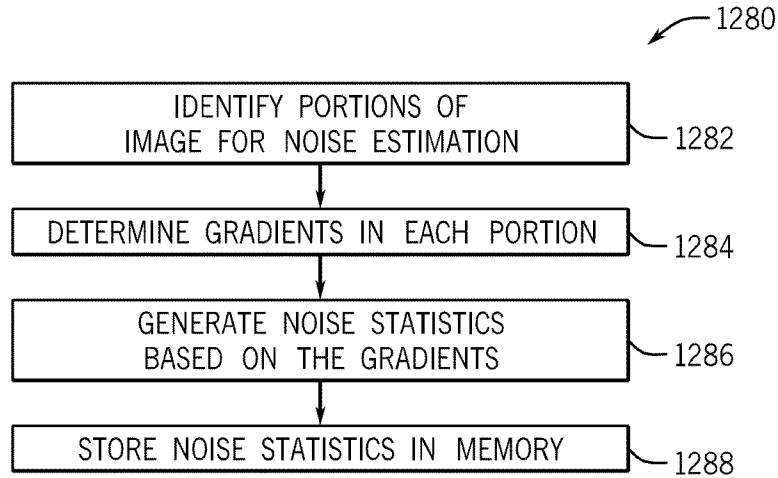 1280
IDENTIFY PORTIONS OF
IMAGE FOR NOISE ESTIMATION
1282
DETERMINE GRADIENTS IN EACH PORTION
1284
GENERATE NOISE STATISTICS
BASED ON THE GRADIENTS
1286
STORE NOISE STATISTICS IN MEMORY
1288